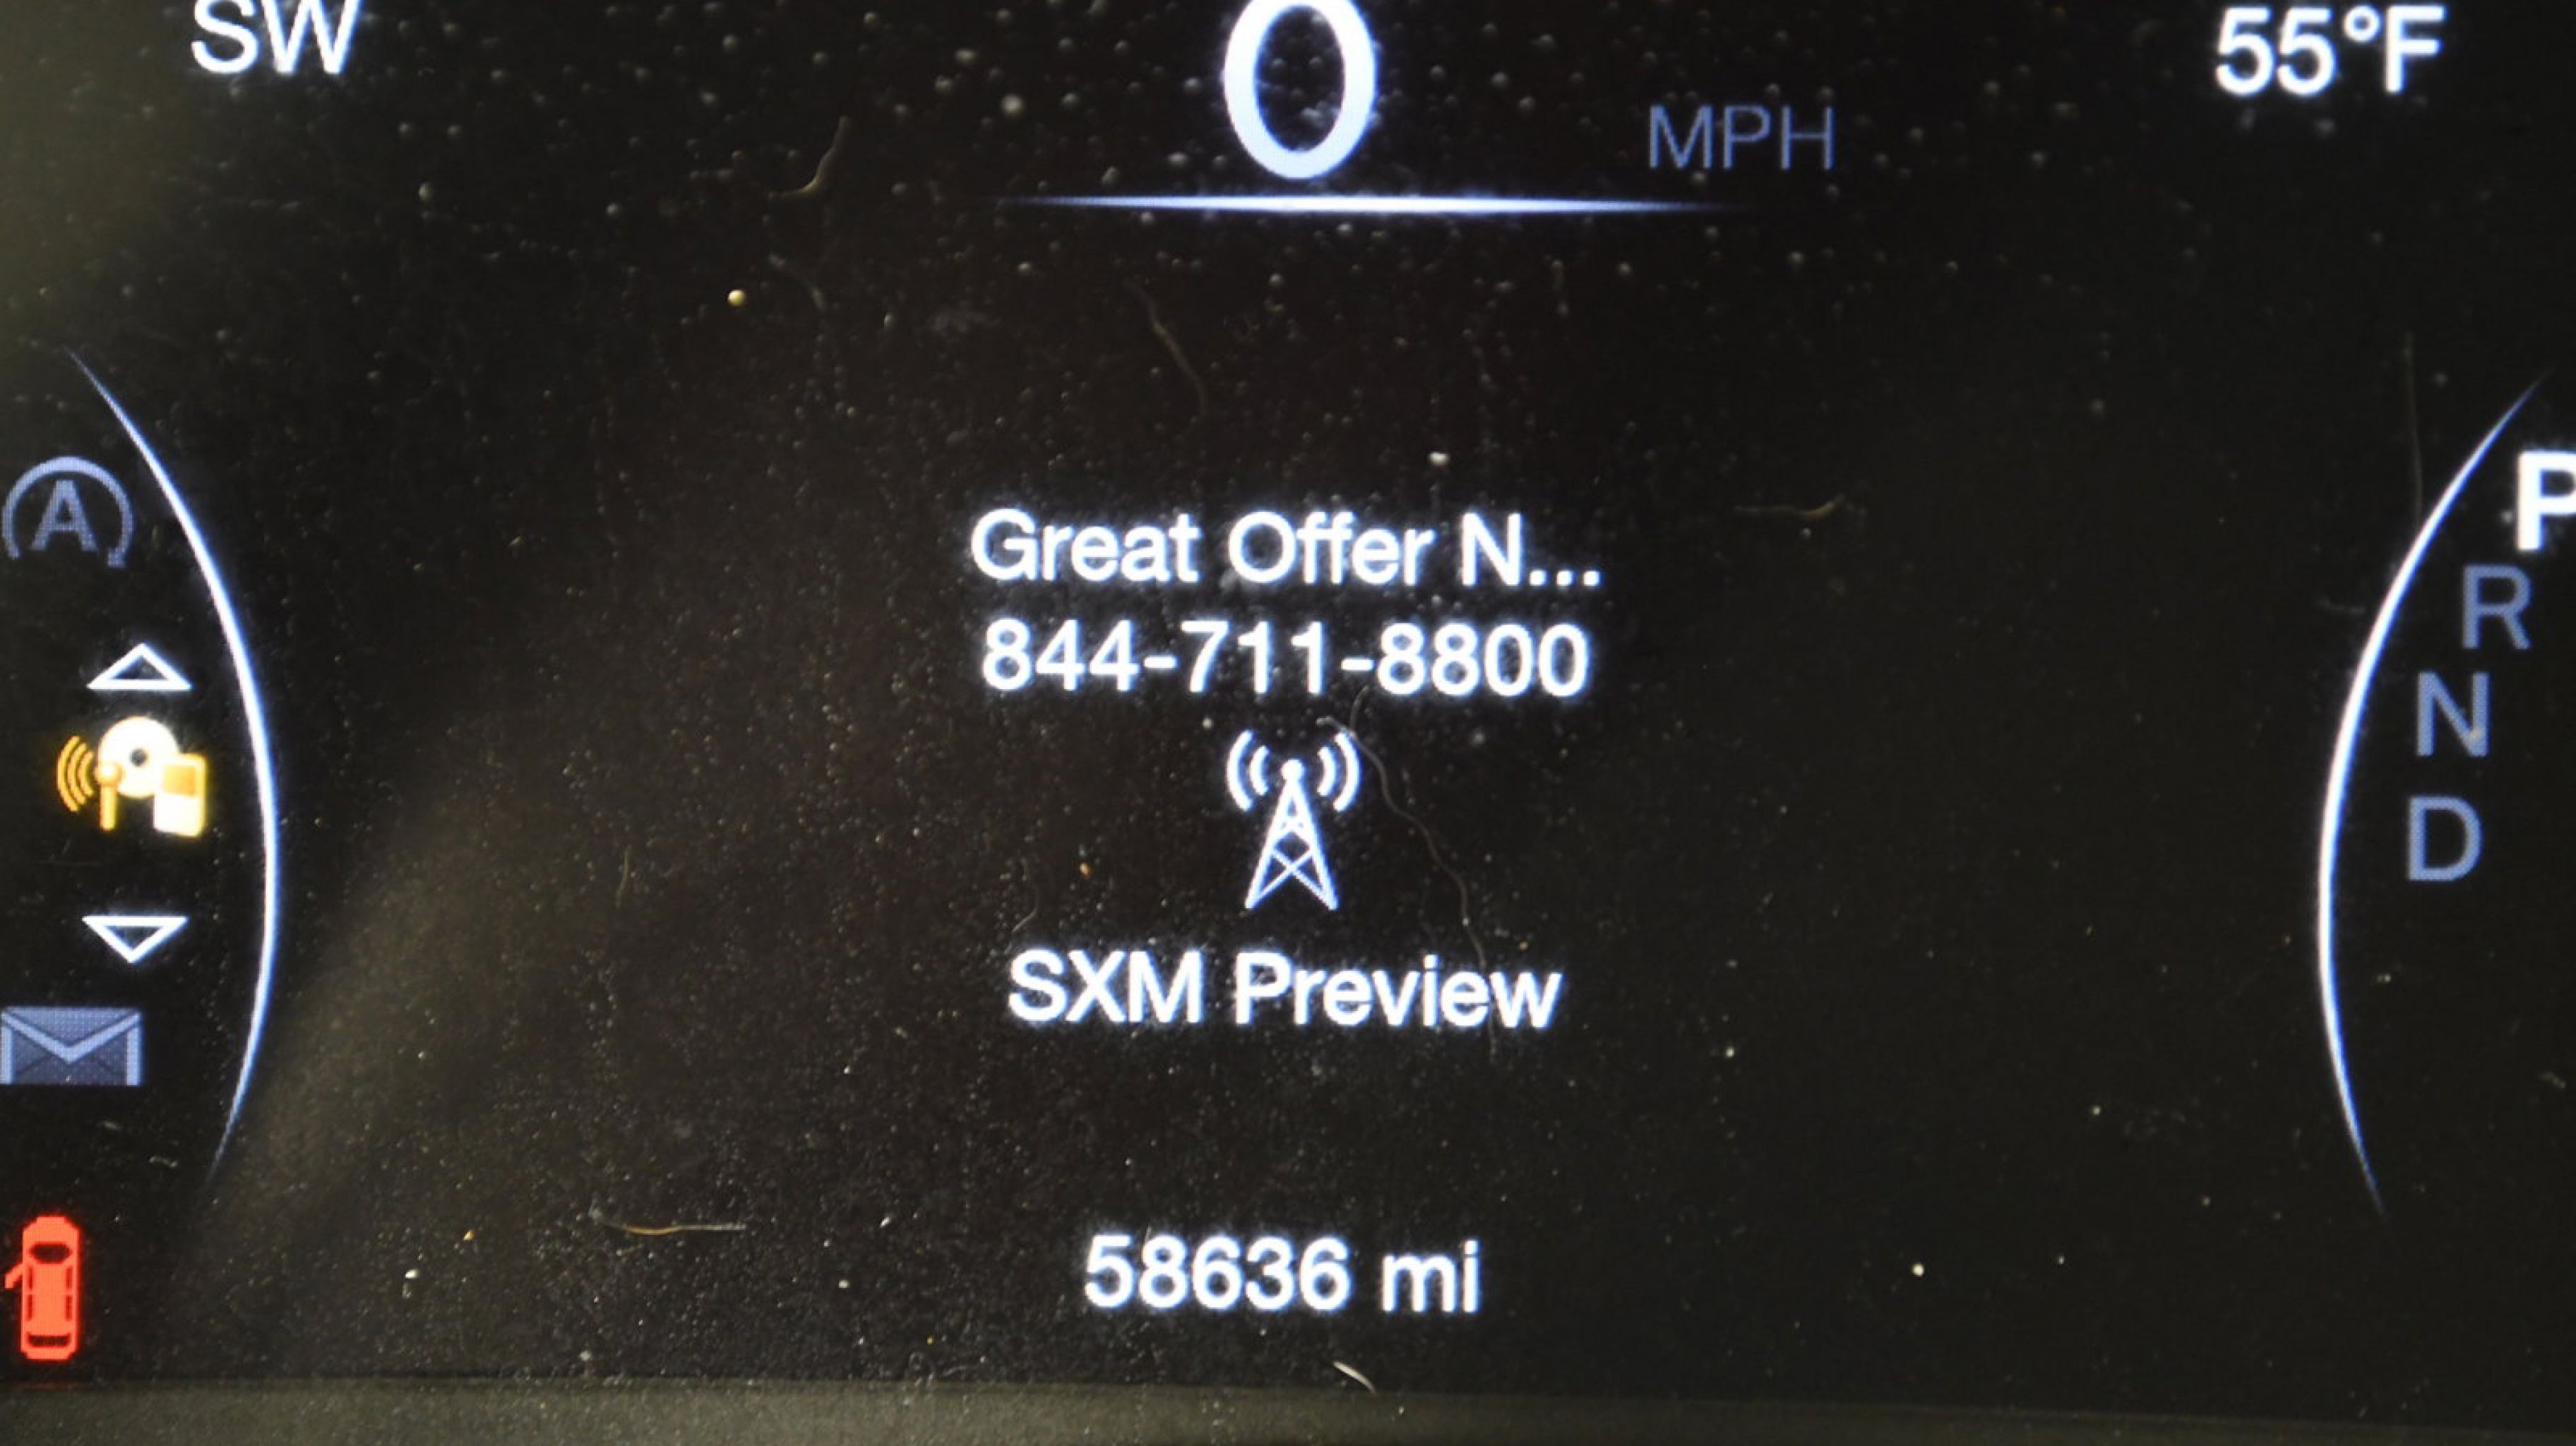 SW
0
MPH
55°F
A
Great Offer N...
844-711-8800
SXM Preview
P
R
N
D
58636 mi